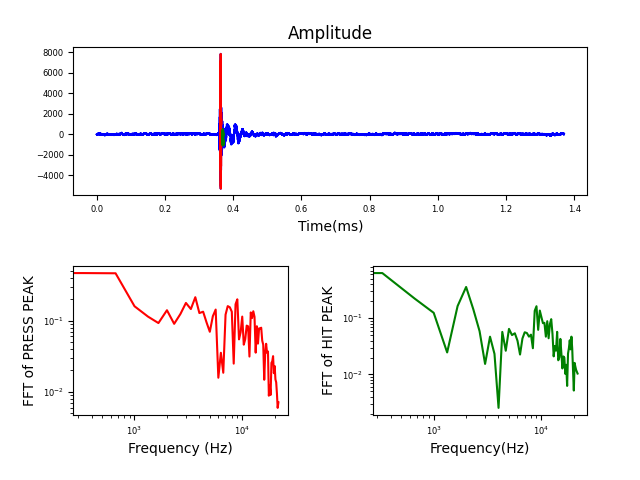 Amplitude
8000
6000
4000
2000
0
−2000
−4000
0.0 0.2 0.4 0.6 0.8 1.0 1.2 1.4
Time(ms)
FFT of PRESS PEAK
10⁻¹
10⁻²
10³ 10⁴
Frequency (Hz)
FFT of HIT PEAK
10⁻¹
10⁻²
10³ 10⁴
Frequency(Hz)